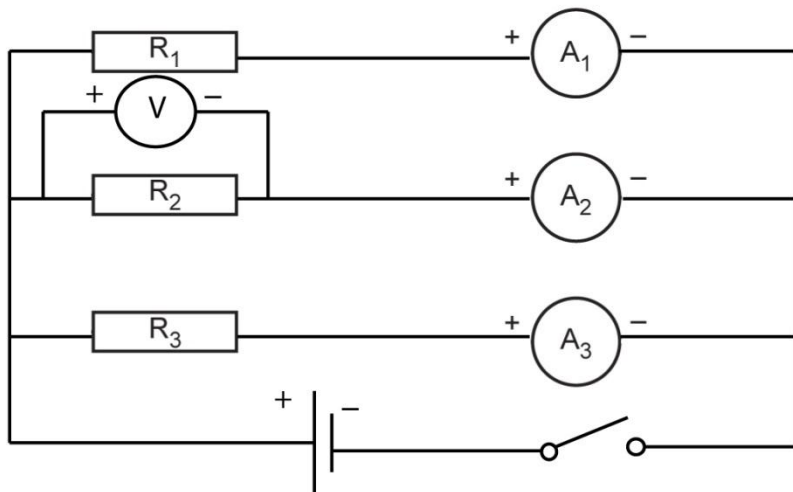 R₁ + A₁ −
+ V −
R₂ + A₂ −
R₃ + A₃ −
+ −